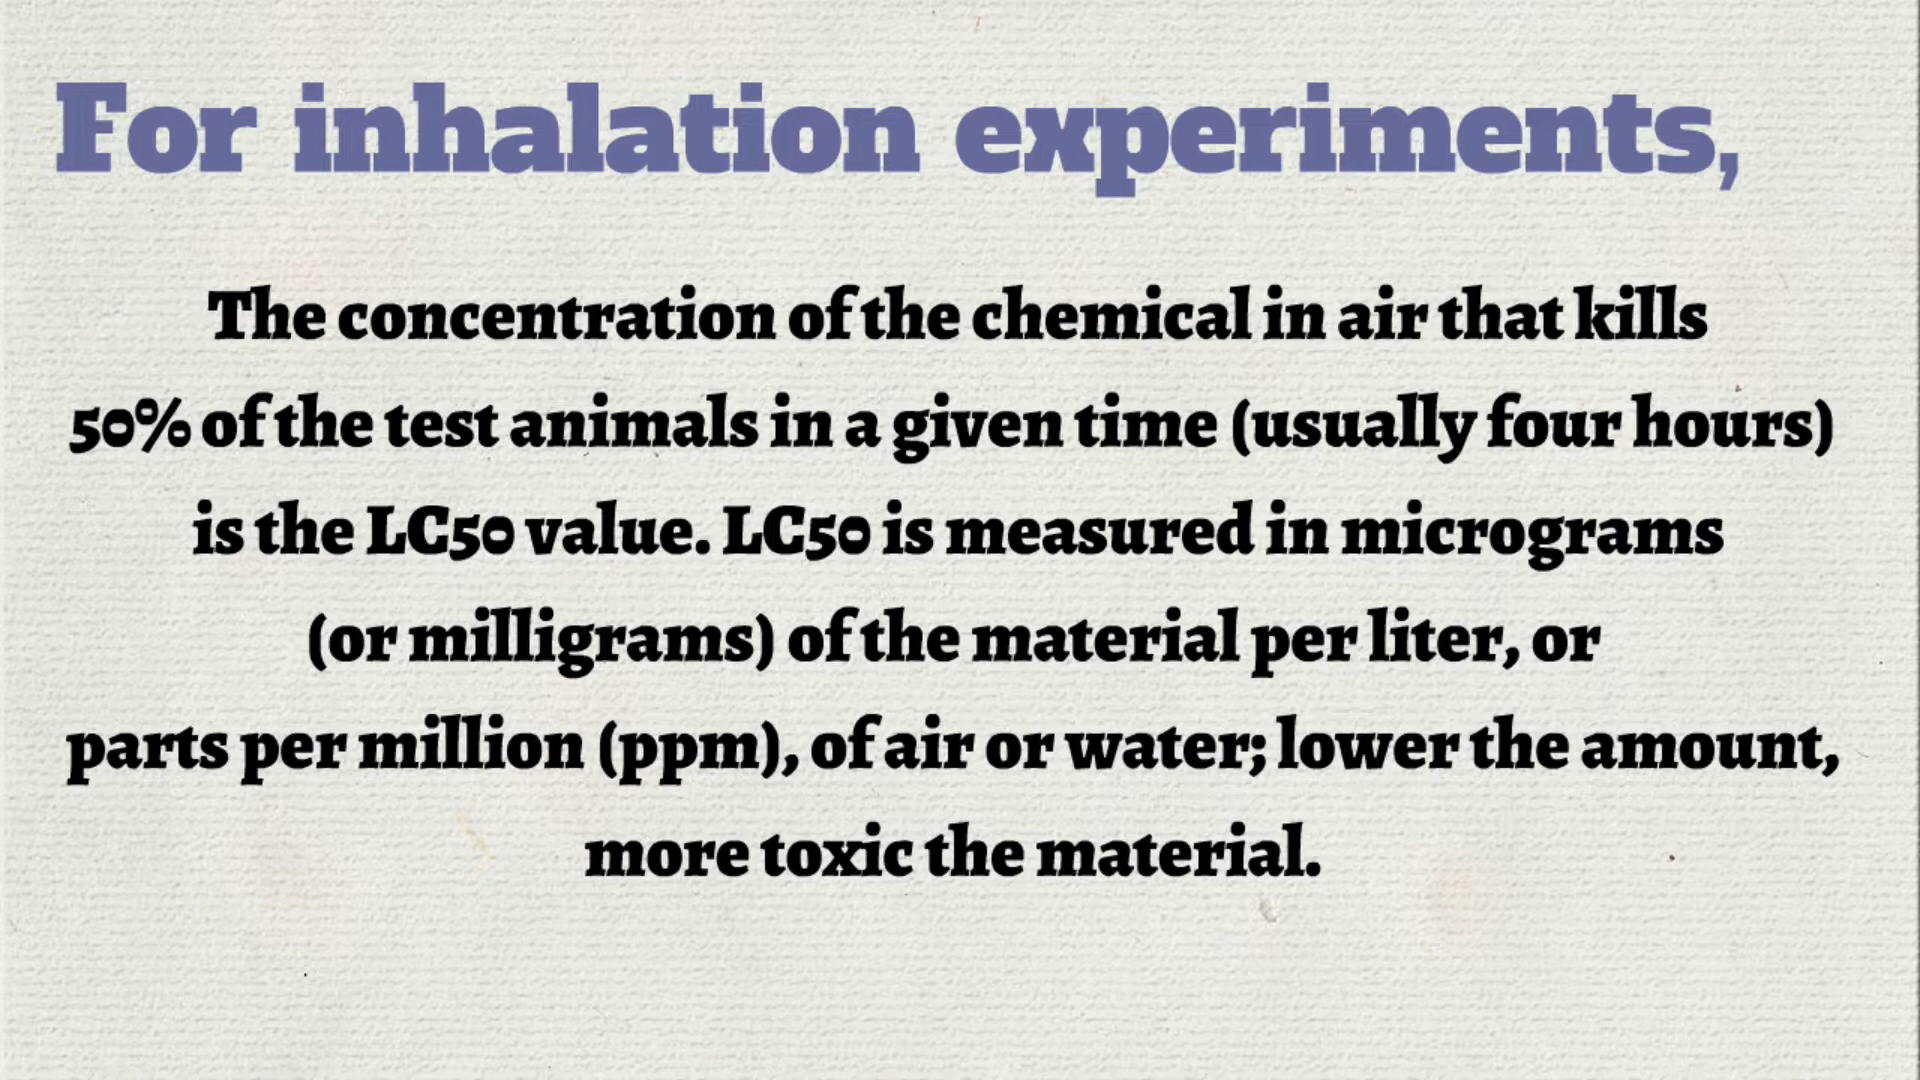 For inhalation experiments,
The concentration of the chemical in air that kills
50% of the test animals in a given time (usually four hours)
is the LC50 value. LC50 is measured in micrograms
(or milligrams) of the material per liter, or
parts per million (ppm), of air or water; lower the amount,
more toxic the material.